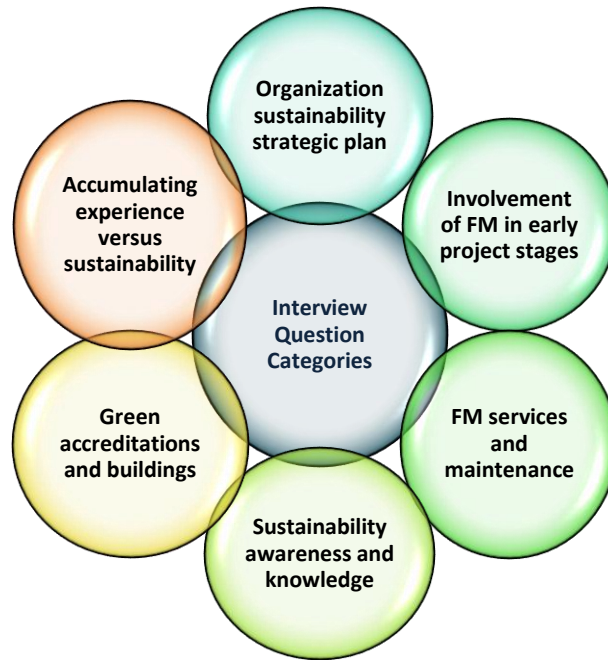 Organization
sustainability
strategic plan
Involvement
of FM in early
project stages
FM services
and
maintenance
Sustainability
awareness and
knowledge
Green
accreditations
and buildings
Accumulating
experience
versus
sustainability
Interview
Question
Categories